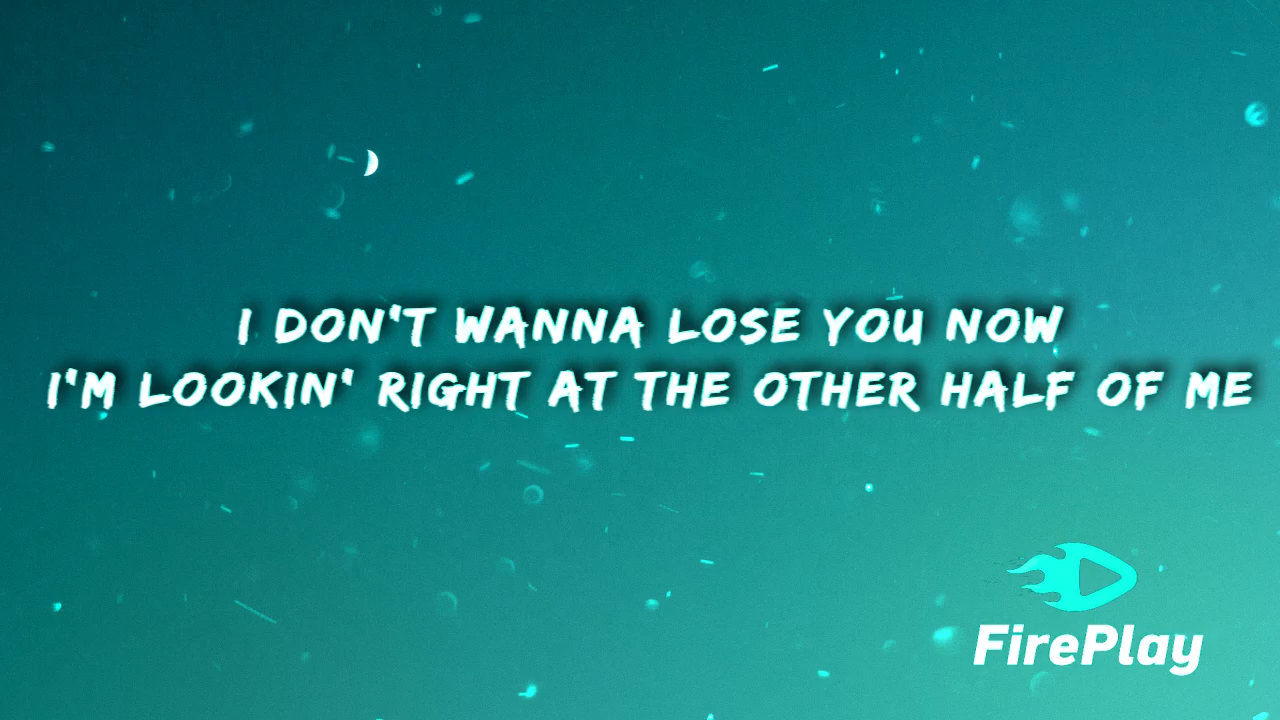 I DON'T WANNA LOSE YOU NOW
I'M LOOKIN' RIGHT AT THE OTHER HALF OF ME
FirePlay